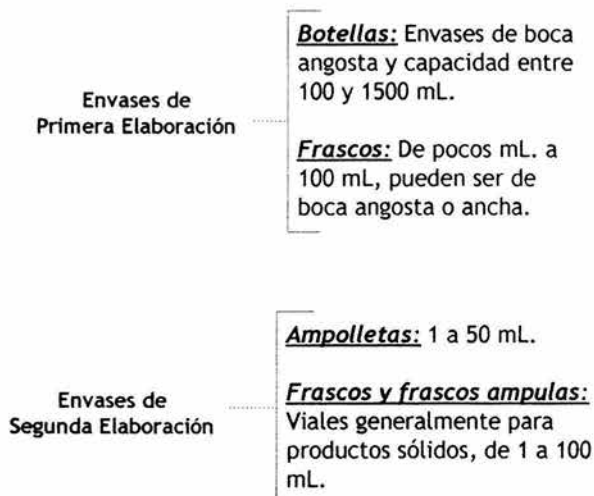 Envases de
Primera Elaboración
Botellas: Envases de boca
angosta y capacidad entre
100 y 1500 mL.
Frascos: De pocos mL. a
100 mL, pueden ser de
boca angosta o ancha.
Envases de
Segunda Elaboración
Ampolletas: 1 a 50 mL.
Frascos y frascos ampulas:
Viales generalmente para
productos sólidos, de 1 a 100
mL.